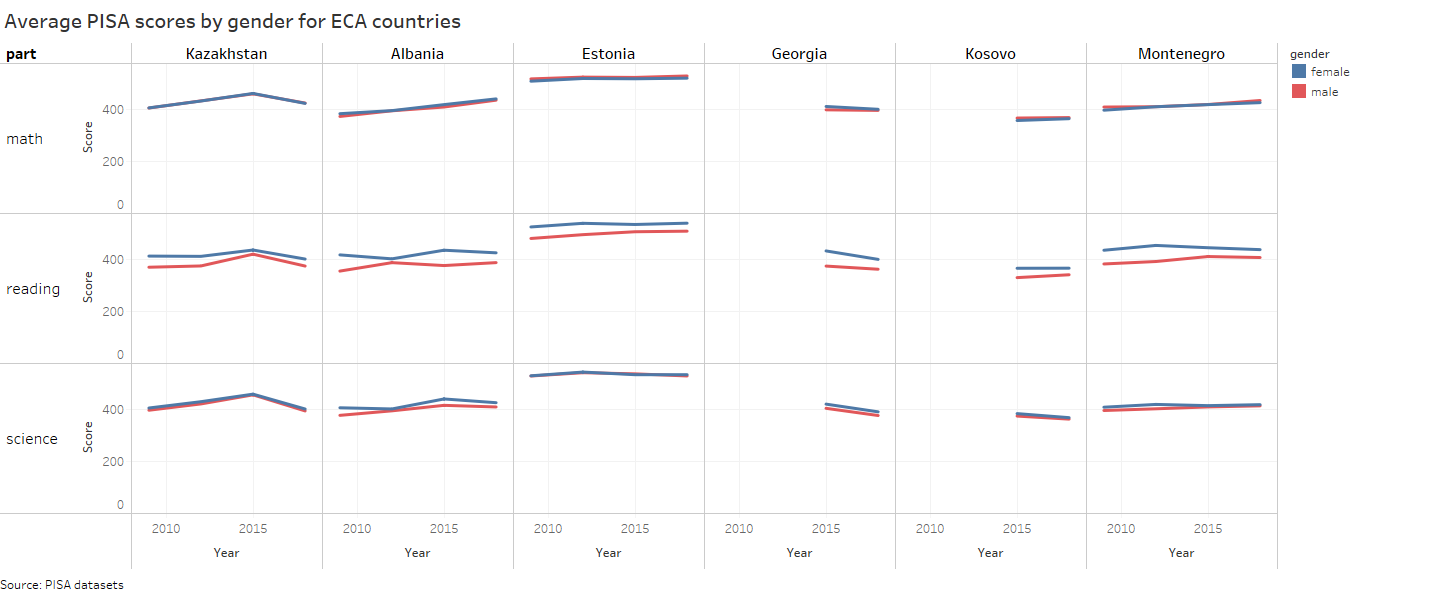 Average PISA scores by gender for ECA countries
part Kazakhstan Albania Estonia Georgia Kosovo Montenegro
gender
female
male
math
Score
400
200
0
reading
Score
400
200
0
science
Score
400
200
0
2010 2015 2010 2015 2010 2015 2010 2015 2010 2015 2010 2015
Year Year Year Year Year Year
Source: PISA datasets